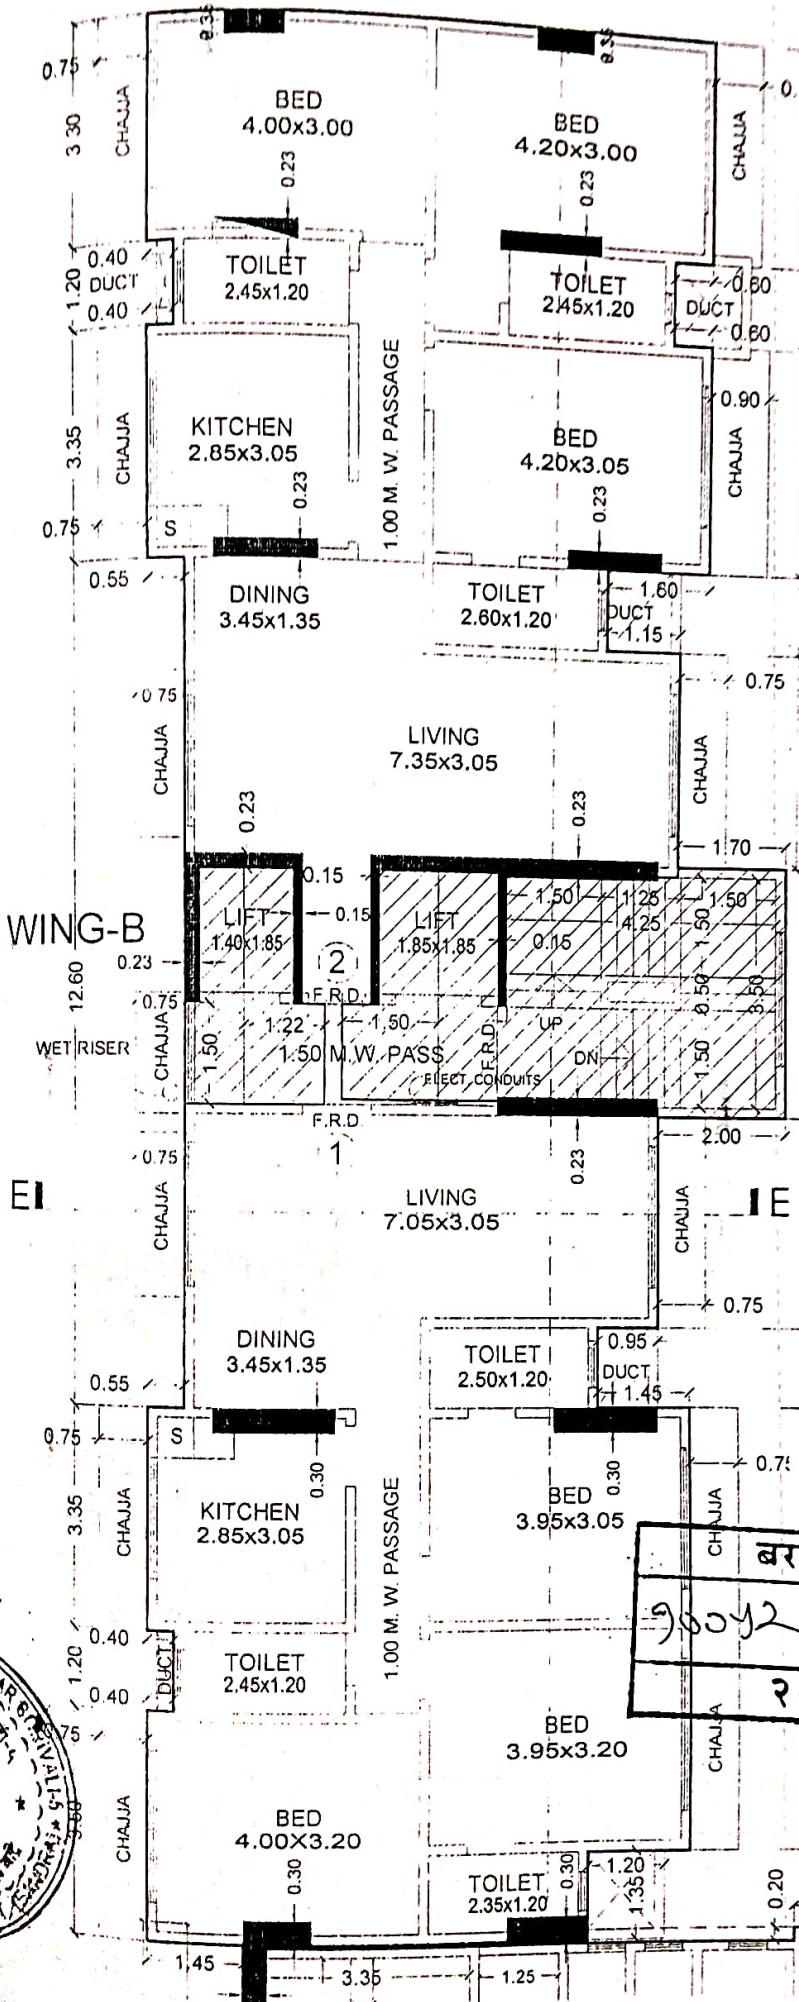 0.35
0.35
0.75
3.30
CHAJJA
BED
4.00x3.00
BED
4.20x3.00
CHAJJA
0.23
0.23
0.40
DUCT
0.40
1.20
TOILET
2.45x1.20
TOILET
2.45x1.20
0.60
DUCT
0.60
KITCHEN
2.85x3.05
1.00 M. W. PASSAGE
BED
4.20x3.05
0.90
CHAJJA
CHAJJA
3.35
0.75
S
0.23
0.23
0.55
DINING
3.45x1.35
TOILET
2.60x1.20
1.60
DUCT
1.15
0.75
0.75
CHAJJA
LIVING
7.35x3.05
CHAJJA
0.23
0.23
1.70
WING-B
12.60
0.23
LIFT
1.40x1.85
0.15
0.15
2
F.R.D.
LIFT
1.85x1.85
1.50
1.25
1.50
4.25
0.15
1.50
0.50
3.50
1.50
0.75
WET RISER
CHAJJA
1.50
1.22
1.50
1.50 M.W. PASS.
F.R.D.
UP
DN
ELECT. CONDUITS
F.R.D.
1
2.00
0.23
0.75
EI
CHAJJA
LIVING
7.05x3.05
CHAJJA
IE
0.75
DINING
3.45x1.35
TOILET
2.50x1.20
0.95
DUCT
1.45
0.55
0.75
S
3.35
CHAJJA
KITCHEN
2.85x3.05
0.30
1.00 M. W. PASSAGE
BED
3.95x3.05
0.30
CHAJJA
0.40
1.20
DUCT
0.40
TOILET
2.45x1.20
BED
3.95x3.20
CHAJJA
CHAJJA
BED
4.00X3.20
0.30
TOILET
2.35x1.20
0.30
1.20
1.35
0.20
1.45
3.35
1.25